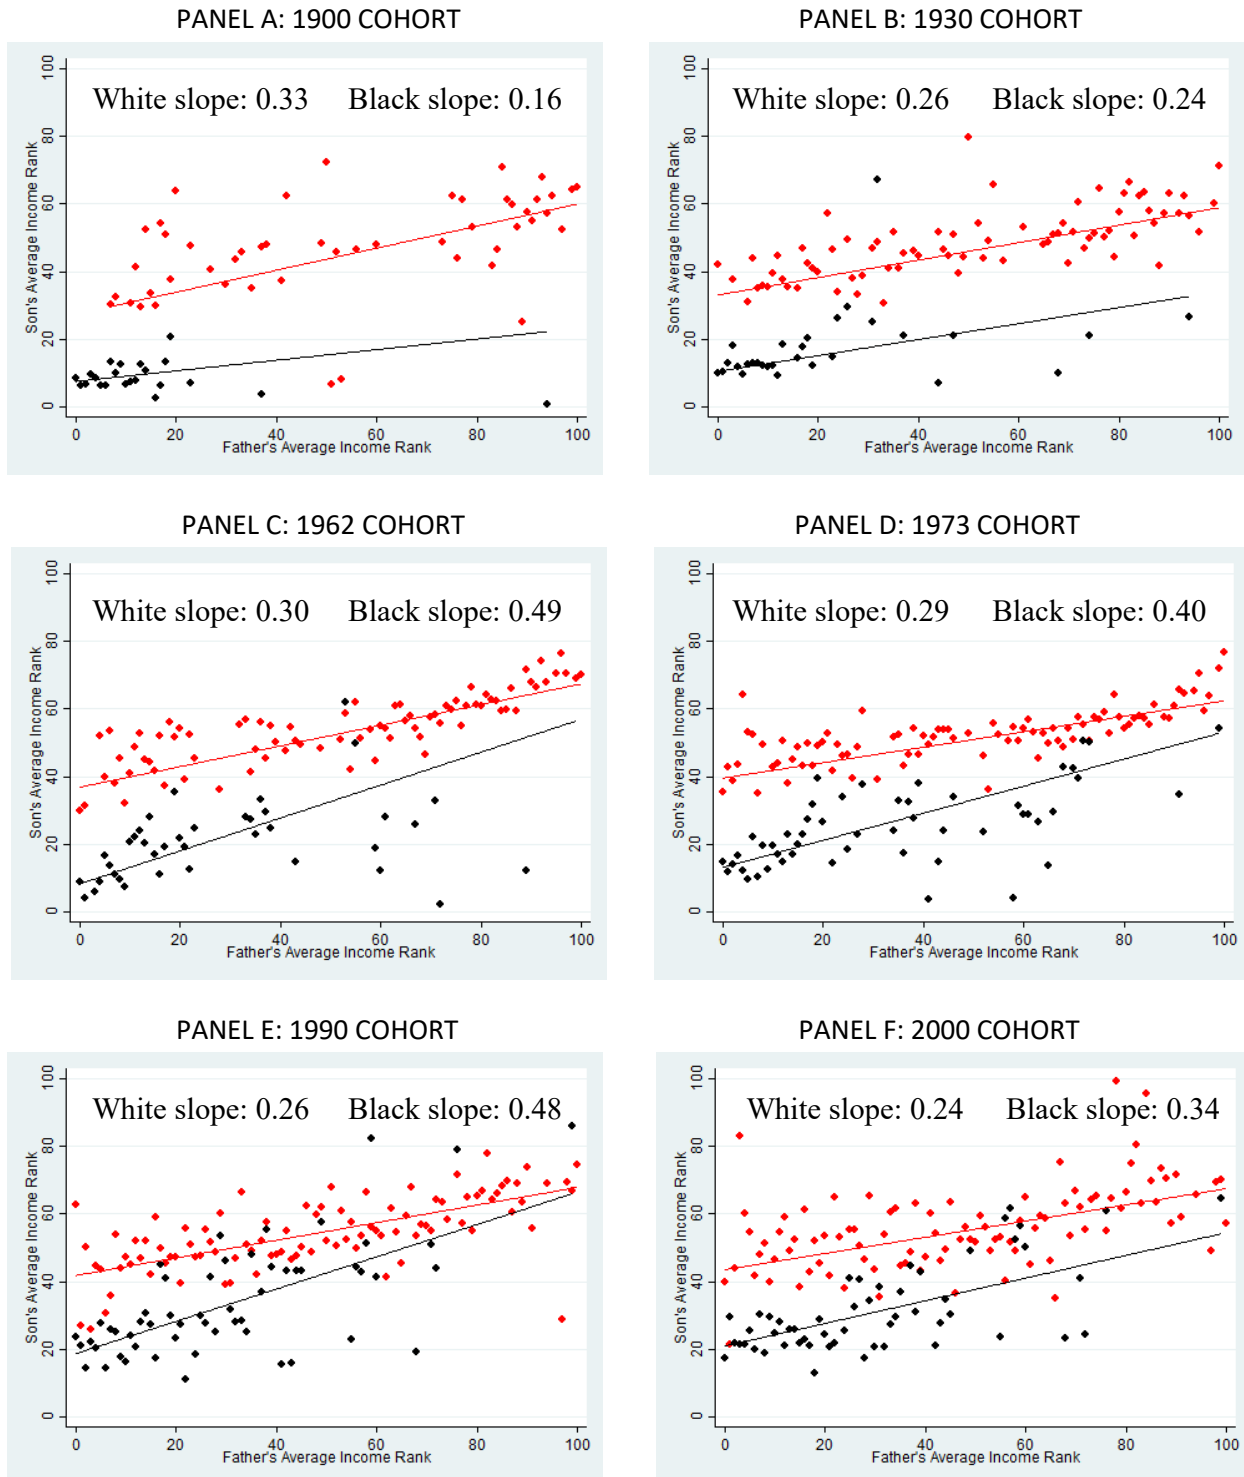 PANEL A: 1900 COHORT
White slope: 0.33 Black slope: 0.16
Son's Average Income Rank
0 20 40 60 80 100
0 20 40 60 80 100
Father's Average Income Rank
PANEL B: 1930 COHORT
White slope: 0.26 Black slope: 0.24
Son's Average Income Rank
0 20 40 60 80 100
0 20 40 60 80 100
Father's Average Income Rank
PANEL C: 1962 COHORT
White slope: 0.30 Black slope: 0.49
Son's Average Income Rank
0 20 40 60 80 100
0 20 40 60 80 100
Father's Average Income Rank
PANEL D: 1973 COHORT
White slope: 0.29 Black slope: 0.40
Son's Average Income Rank
0 20 40 60 80 100
0 20 40 60 80 100
Father's Average Income Rank
PANEL E: 1990 COHORT
White slope: 0.26 Black slope: 0.48
Son's Average Income Rank
0 20 40 60 80 100
0 20 40 60 80 100
Father's Average Income Rank
PANEL F: 2000 COHORT
White slope: 0.24 Black slope: 0.34
Son's Average Income Rank
0 20 40 60 80 100
0 20 40 60 80 100
Father's Average Income Rank